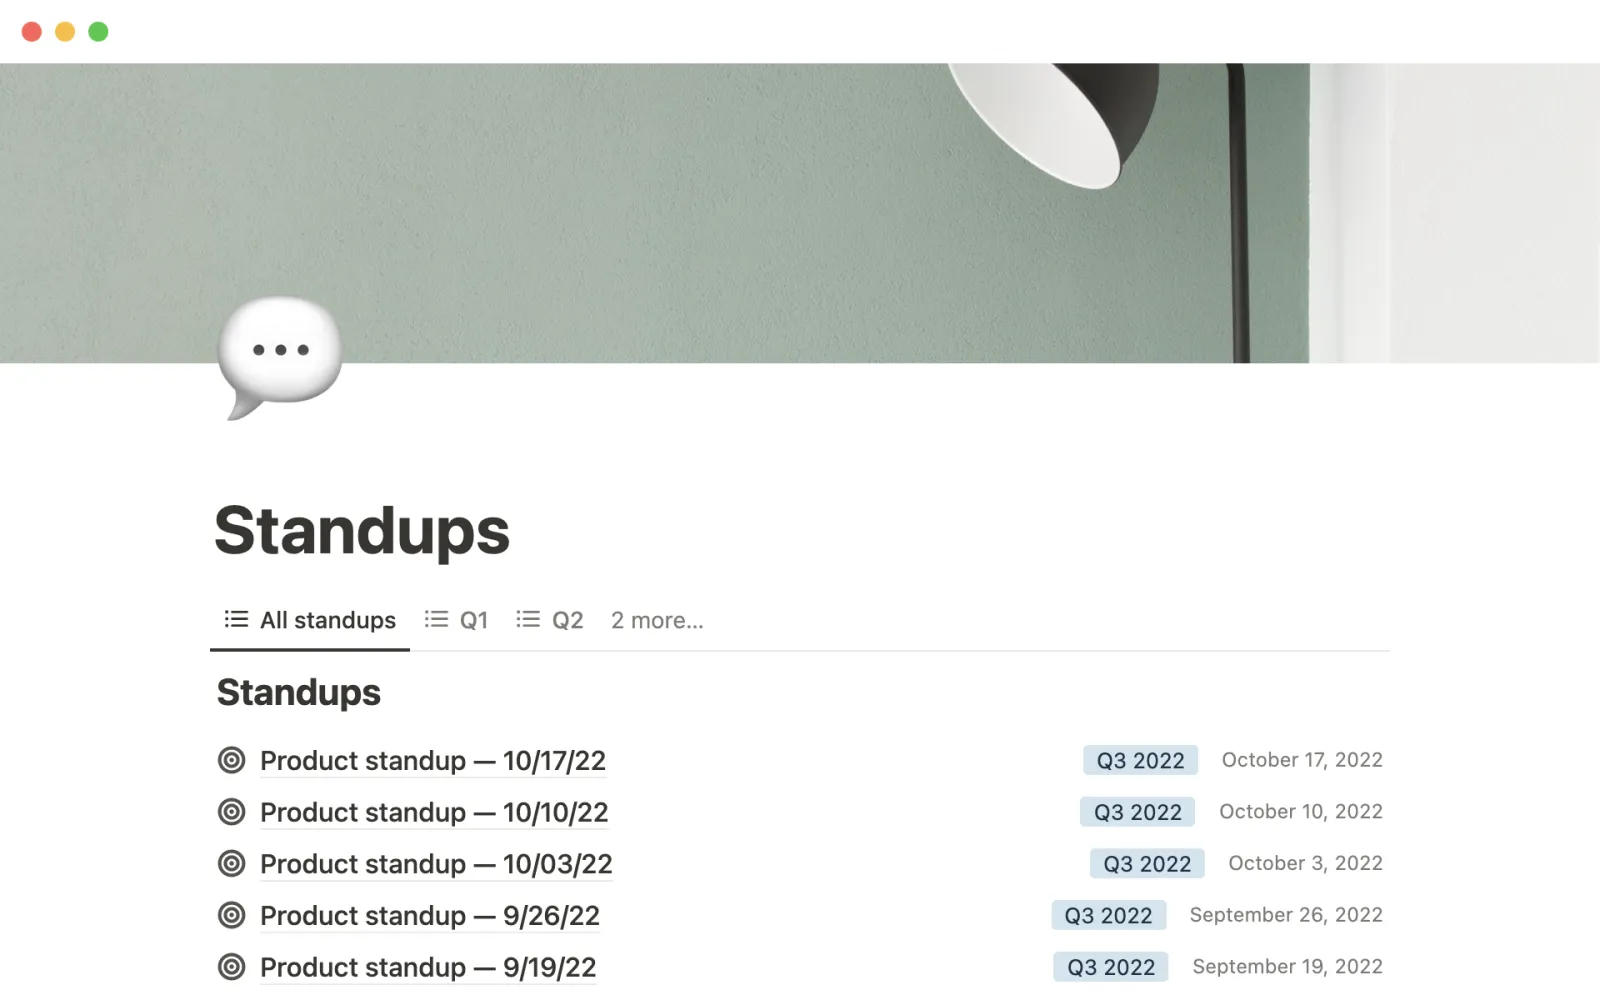 Standups
All standups Q1 Q2 2 more...
Standups
Product standup — 10/17/22 Q3 2022 October 17, 2022
Product standup — 10/10/22 Q3 2022 October 10, 2022
Product standup — 10/03/22 Q3 2022 October 3, 2022
Product standup — 9/26/22 Q3 2022 September 26, 2022
Product standup — 9/19/22 Q3 2022 September 19, 2022